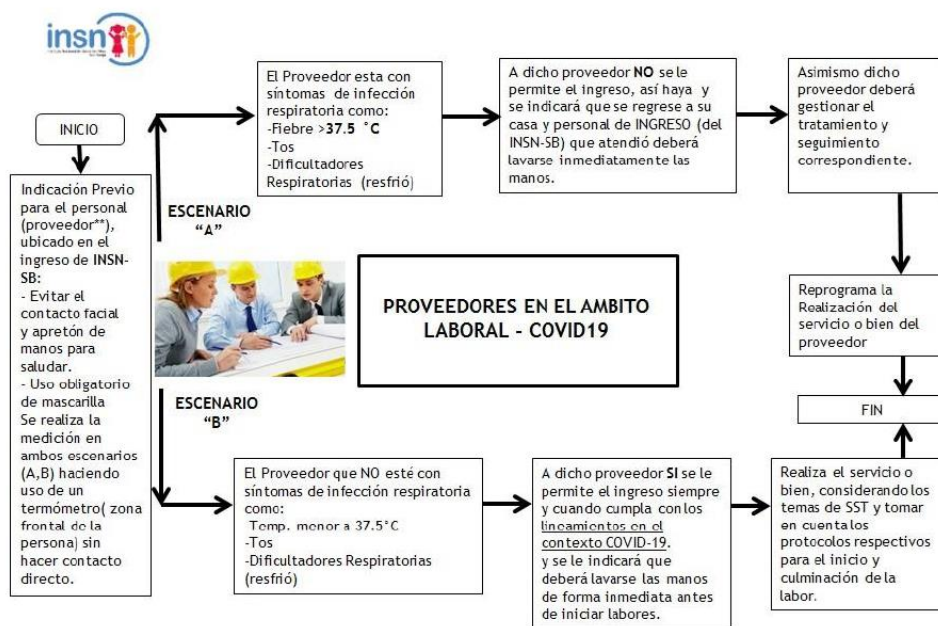 insn
INICIO
Indicación Previo
para el personal
(proveedor**),
ubicado en el
ingreso de INSN-
SB:
- Evitar el
contacto facial
y apretón de
manos para
saludar.
- Uso obligatorio
de mascarilla
Se realiza la
medición en
ambos escenarios
(A,B) haciendo
uso de un
termómetro( zona
frontal de la
persona) sin
hacer contacto
directo.
ESCENARIO
“A”
El Proveedor esta con
síntomas de infección
respiratoria como:
-Fiebre >37.5 °C
-Tos
-Dificultadores
Respiratorias (resfrió)
A dicho proveedor NO se le
permite el ingreso, así haya y
se indicará que se regrese a su
casa y personal de INGRESO (del
INSN-SB) que atendió deberá
lavarse inmediatamente las
manos.
Asimismo dicho
proveedor deberá
gestionar el
tratamiento y
seguimiento
correspondiente.
Reprograma la
Realización del
servicio o bien del
proveedor
PROVEEDORES EN EL AMBITO
LABORAL - COVID19
ESCENARIO
“B”
El Proveedor que NO esté con
síntomas de infección respiratoria
como:
-Temp. menor a 37.5°C
-Tos
-Dificultadores Respiratorias
(resfrió)
A dicho proveedor SI se le
permite el ingreso siempre
y cuando cumpla con los
lineamientos en el
contexto COVID-19.
y se le indicará que
deberá lavarse las manos
de forma inmediata antes
de iniciar labores.
Realiza el servicio o
bien, considerando los
temas de SST y tomar
en cuenta los
protocolos respectivos
para el inicio y
culminación de la
labor.
FIN